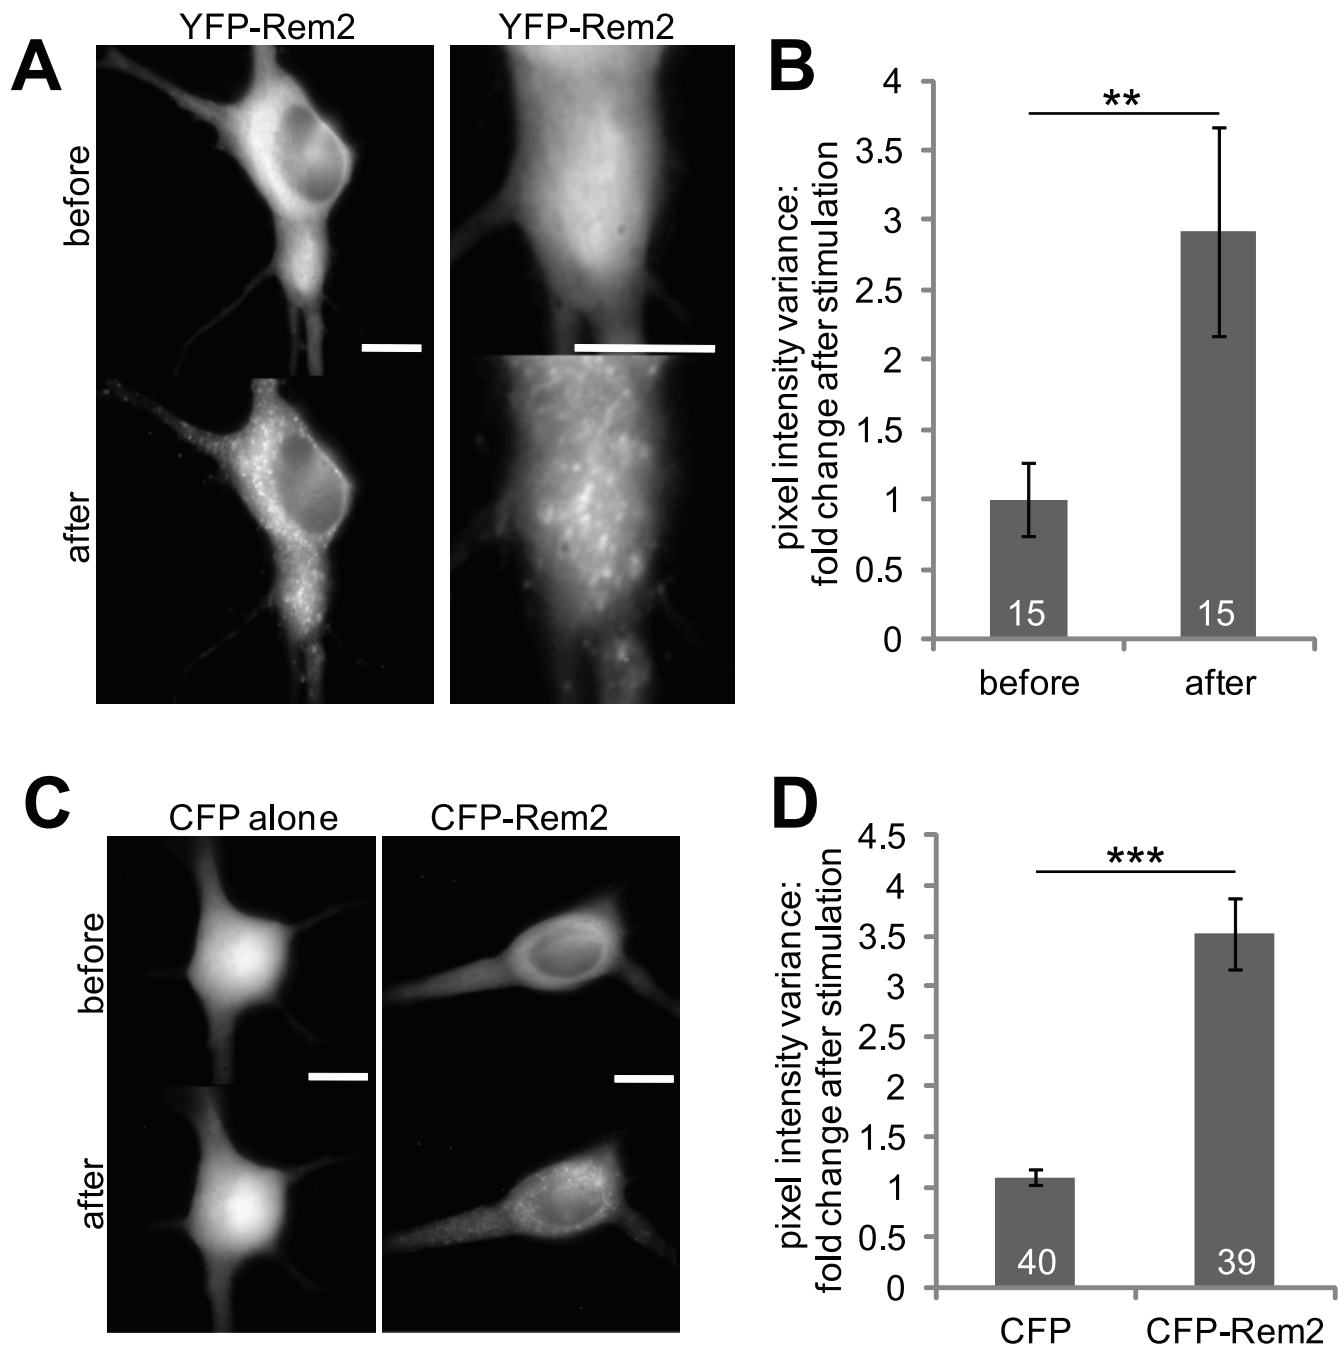 A
YFP-Rem2
YFP-Rem2
before
after
B
pixel intensity variance:
fold change after stimulation
4
3.5
3
2.5
2
1.5
1
0.5
0
**
15
15
before
after
C
CFP alone
CFP-Rem2
before
after
D
pixel intensity variance:
fold change after stimulation
4.5
4
3.5
3
2.5
2
1.5
1
0.5
0
***
40
39
CFP
CFP-Rem2